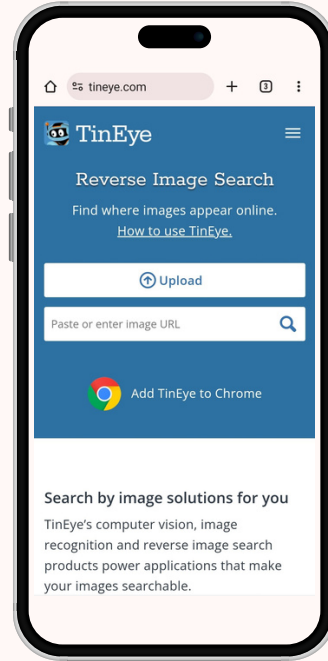 tineye.com
3
TinEye
Reverse Image Search
Find where images appear online.
How to use TinEye.
Upload
Paste or enter image URL
Add TinEye to Chrome
Search by image solutions for you
TinEye's computer vision, image
recognition and reverse image search
products power applications that make
your images searchable.